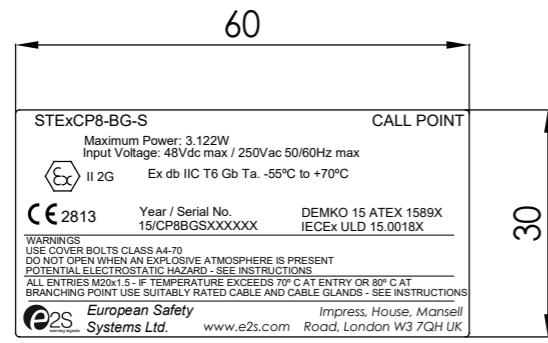 60
STExCP8-BG-S CALL POINT
Maximum Power: 3.122W
Input Voltage: 48Vdc max / 250Vac 50/60Hz max
Ex II 2G Ex db IIC T6 Gb Ta. -55ºC to +70ºC
CE 2813 Year / Serial No. DEMKO 15 ATEX 1589X
15/CP8BGSXXXXXX IECEx ULD 15.0018X
30
WARNINGS
USE COVER BOLTS CLASS A4-70
DO NOT OPEN WHEN AN EXPLOSIVE ATMOSPHERE IS PRESENT
POTENTIAL ELECTROSTATIC HAZARD - SEE INSTRUCTIONS
ALL ENTRIES M20x1.5 - IF TEMPERATURE EXCEEDS 70º C AT ENTRY OR 80º C AT
BRANCHING POINT USE SUITABLY RATED CABLE AND CABLE GLANDS - SEE INSTRUCTIONS
e2S European Safety Impress, House, Mansell
warning signals Systems Ltd. www.e2s.com Road, London W3 7QH UK